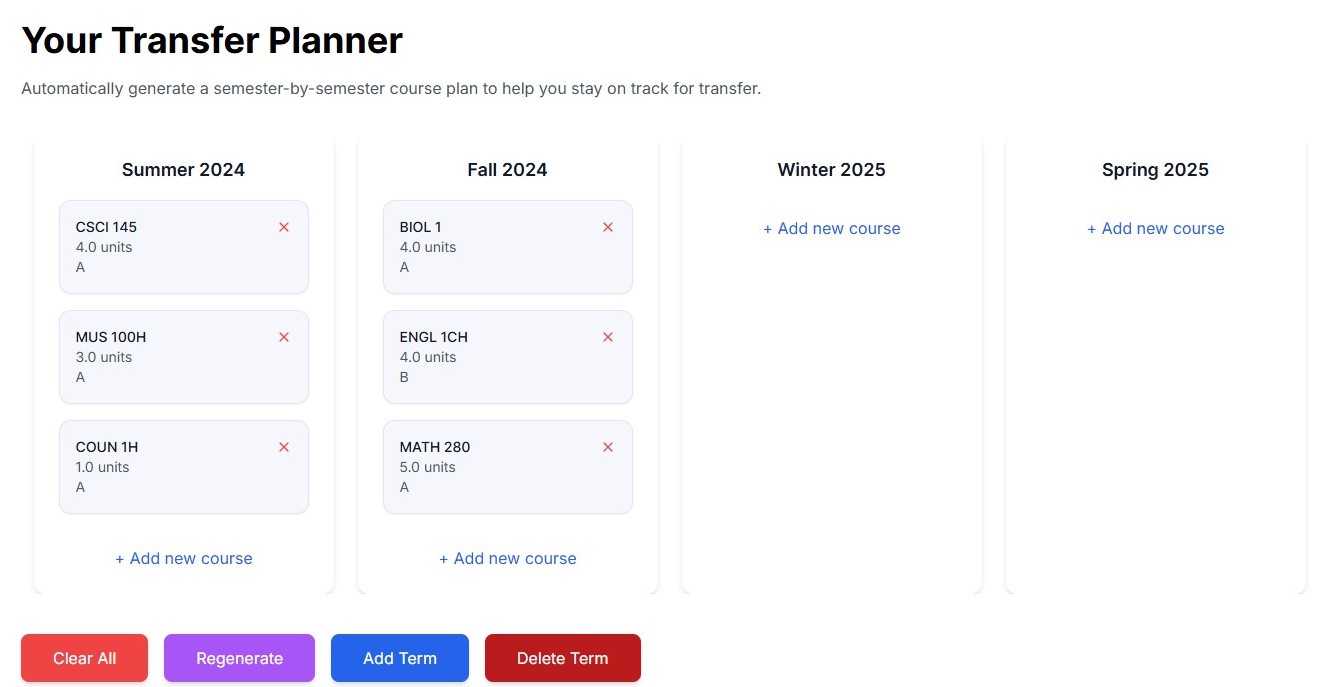 Your Transfer Planner
Automatically generate a semester-by-semester course plan to help you stay on track for transfer.
Summer 2024
CSCI 145
4.0 units
A
MUS 100H
3.0 units
A
COUN 1H
1.0 units
A
+ Add new course
Fall 2024
BIOL 1
4.0 units
A
ENGL 1CH
4.0 units
B
MATH 280
5.0 units
A
+ Add new course
Winter 2025
+ Add new course
Spring 2025
+ Add new course
Clear All
Regenerate
Add Term
Delete Term